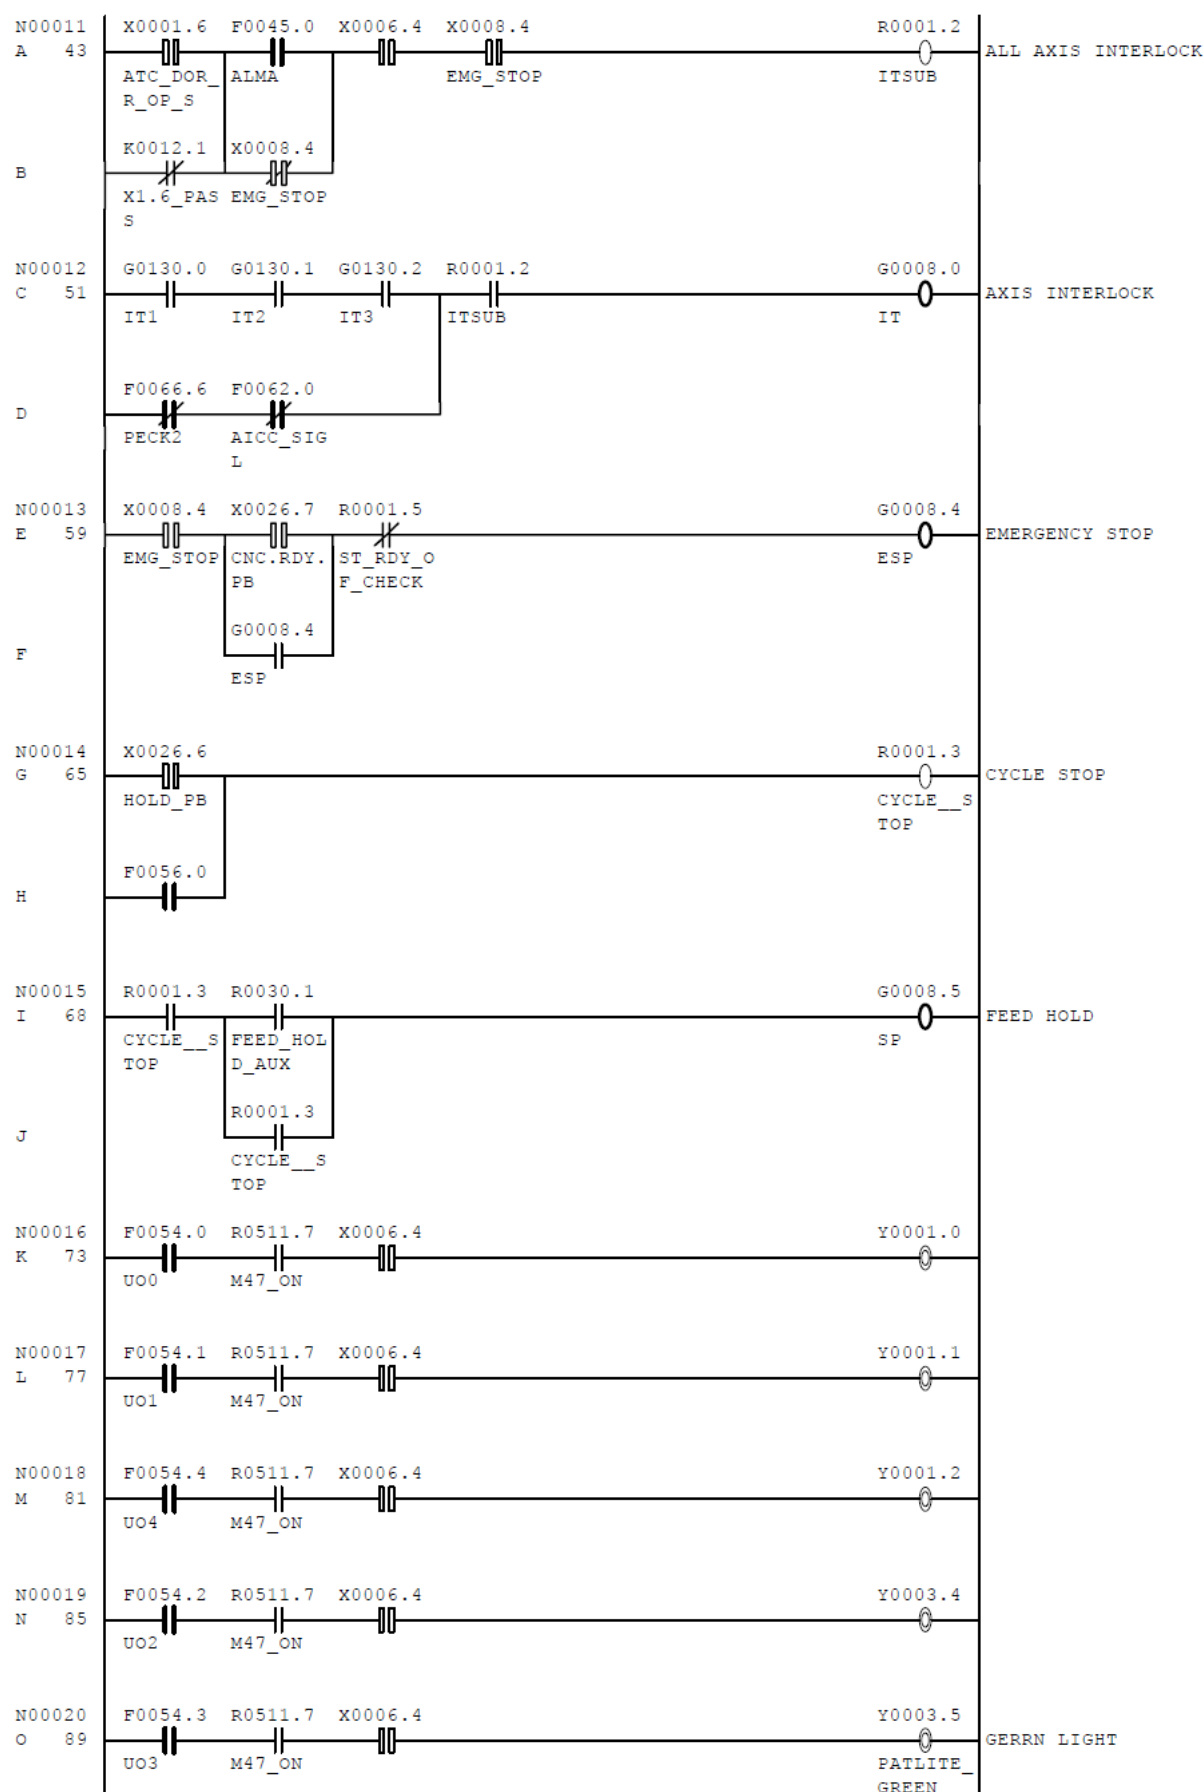 N00011 X0001.6 F0045.0 X0006.4 X0008.4 R0001.2
A 43 ALL AXIS INTERLOCK
ATC_DOR_ ALMA EMG_STOP ITSUB
R_OP_S
K0012.1 X0008.4
B
X1.6_PAS EMG_STOP
S
N00012 G0130.0 G0130.1 G0130.2 R0001.2 G0008.0
C 51 AXIS INTERLOCK
IT1 IT2 IT3 ITSUB IT
F0066.6 F0062.0
D
PECK2 AICC_SIG
L
N00013 X0008.4 X0026.7 R0001.5 G0008.4
E 59 EMERGENCY STOP
EMG_STOP CNC.RDY. ST_RDY_O ESP
PB F_CHECK
G0008.4
F
ESP
N00014 X0026.6 R0001.3
G 65 CYCLE STOP
HOLD_PB CYCLE__S
TOP
F0056.0
H
N00015 R0001.3 R0030.1 G0008.5
I 68 FEED HOLD
CYCLE__S FEED_HOL SP
TOP D_AUX
R0001.3
J
CYCLE__S
TOP
N00016 F0054.0 R0511.7 X0006.4 Y0001.0
K 73
UO0 M47_ON
N00017 F0054.1 R0511.7 X0006.4 Y0001.1
L 77
UO1 M47_ON
N00018 F0054.4 R0511.7 X0006.4 Y0001.2
M 81
UO4 M47_ON
N00019 F0054.2 R0511.7 X0006.4 Y0003.4
N 85
UO2 M47_ON
N00020 F0054.3 R0511.7 X0006.4 Y0003.5
O 89 GERRN LIGHT
UO3 M47_ON PATLITE_
GREEN